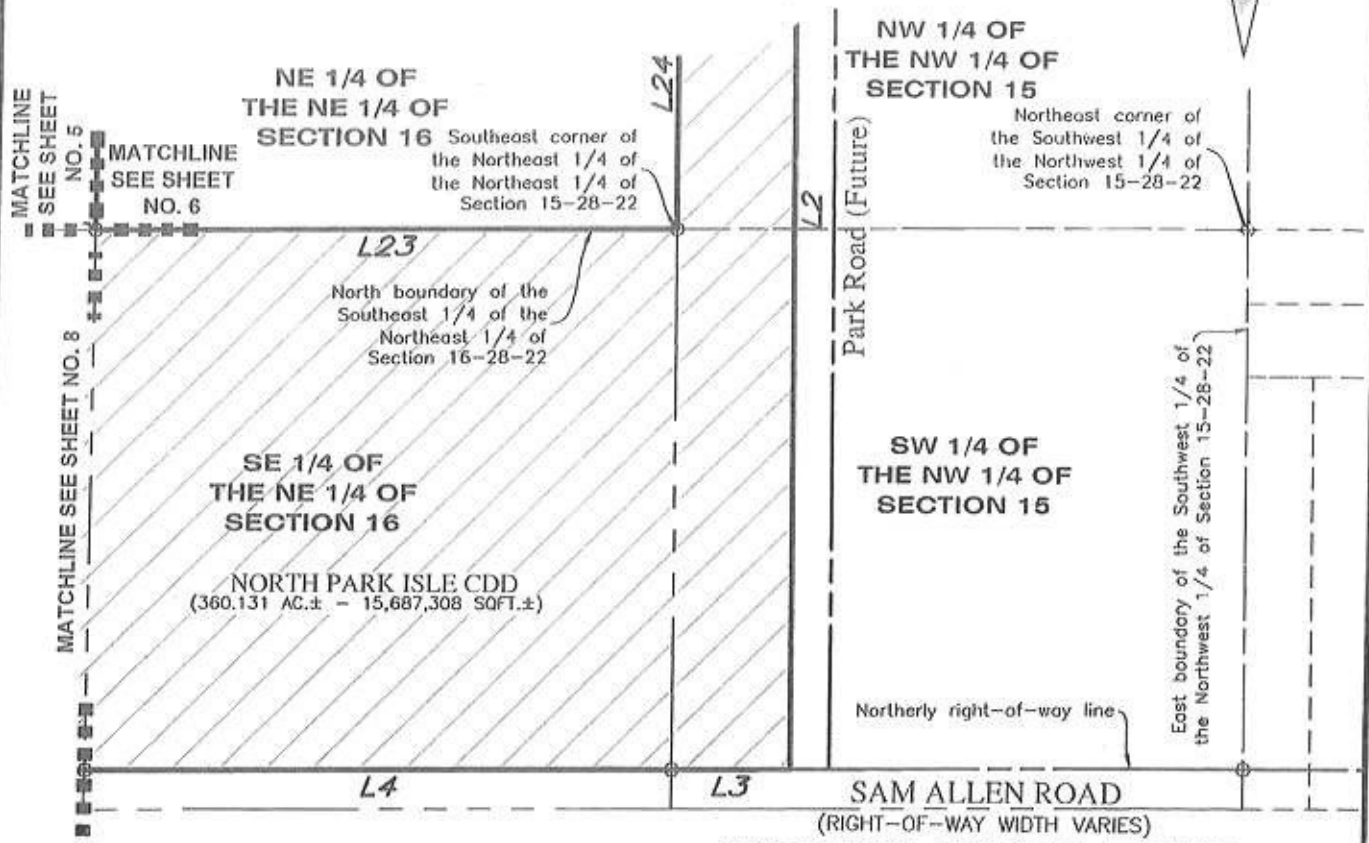 MATCHLINE
SEE SHEET
NO. 5
MATCHLINE
SEE SHEET
NO. 6
NE 1/4 OF
THE NE 1/4 OF
SECTION 16
Southeast corner of
the Northeast 1/4 of
the Northeast 1/4 of
Section 15-28-22
L24
L2
Park Road (Future)
NW 1/4 OF
THE NW 1/4 OF
SECTION 15
Northeast corner of
the Southwest 1/4 of
the Northwest 1/4 of
Section 15-28-22
L23
North boundary of the
Southeast 1/4 of the
Northeast 1/4 of
Section 16-28-22
MATCHLINE SEE SHEET NO. 8
SE 1/4 OF
THE NE 1/4 OF
SECTION 16
NORTH PARK ISLE CDD
(360.131 AC.± - 15,687,308 SQFT.±)
SW 1/4 OF
THE NW 1/4 OF
SECTION 15
East boundary of the Southwest 1/4 of
the Northwest 1/4 of Section 15-28-22
Northerly right-of-way line
L4
L3
SAM ALLEN ROAD
(RIGHT-OF-WAY WIDTH VARIES)